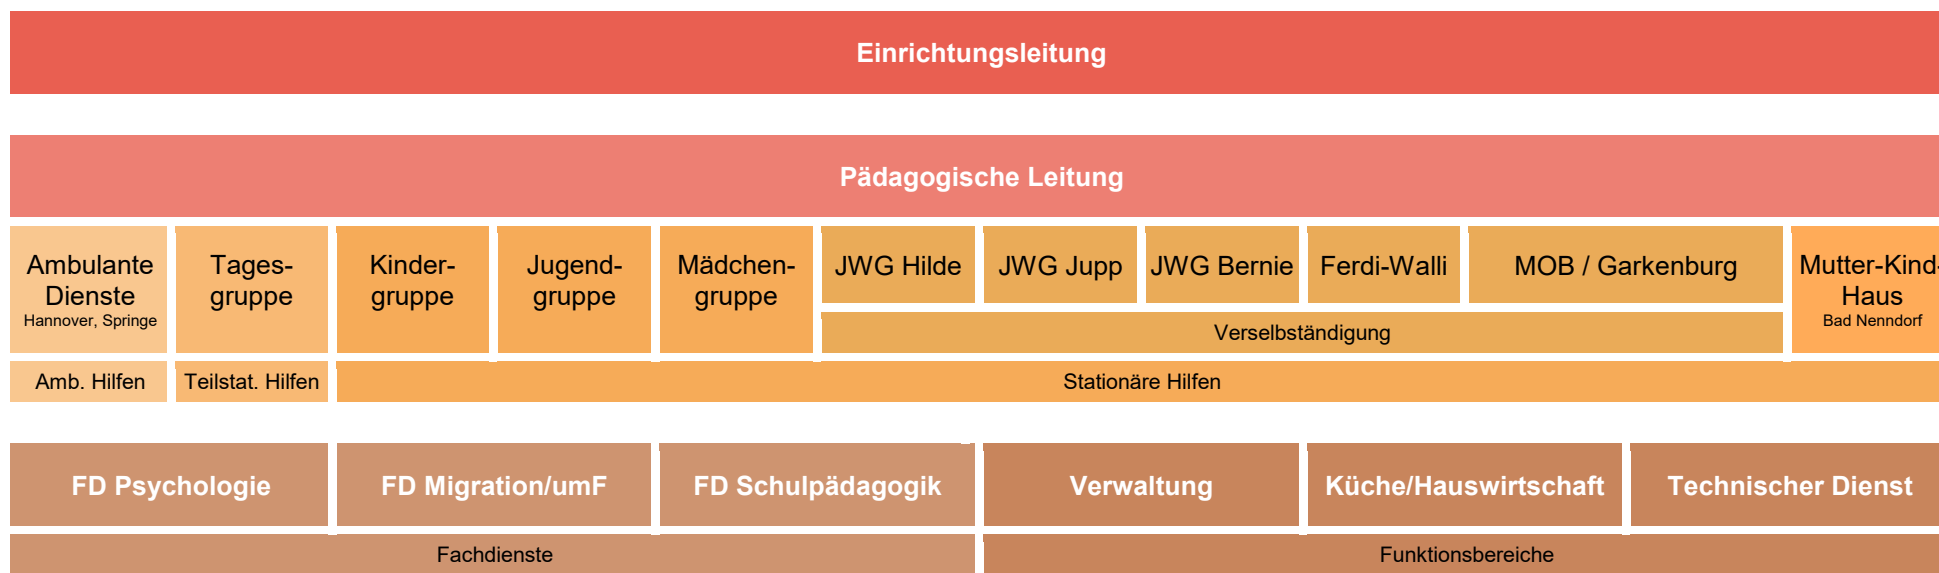 Einrichtungsleitung
Pädagogische Leitung
Ambulante
Dienste
Hannover, Springe
Tages-
gruppe
Kinder-
gruppe
Jugend-
gruppe
Mädchen-
gruppe
JWG Hilde
JWG Jupp
JWG Bernie
Ferdi-Walli
MOB / Garkenburg
Mutter-Kind-
Haus
Bad Nenndorf
Verselbständigung
Amb. Hilfen
Teilstat. Hilfen
Stationäre Hilfen
FD Psychologie
FD Migration/umF
FD Schulpädagogik
Verwaltung
Küche/Hauswirtschaft
Technischer Dienst
Fachdienste
Funktionsbereiche